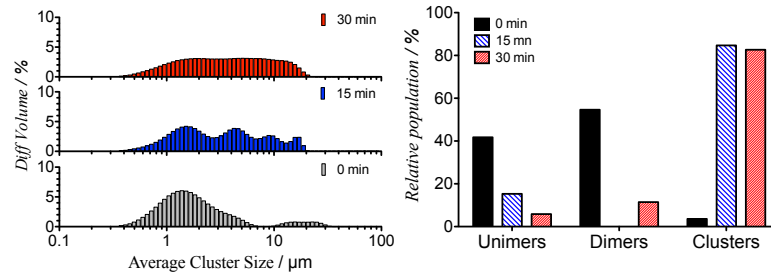 10
5
0
30 min
10
5
0
15 min
10
5
0
0 min
Diff Volume / %
0.1
1
10
100
Average Cluster Size / μm
100
80
60
40
20
0
0 min
15 mn
30 min
Relative population / %
Unimers
Dimers
Clusters